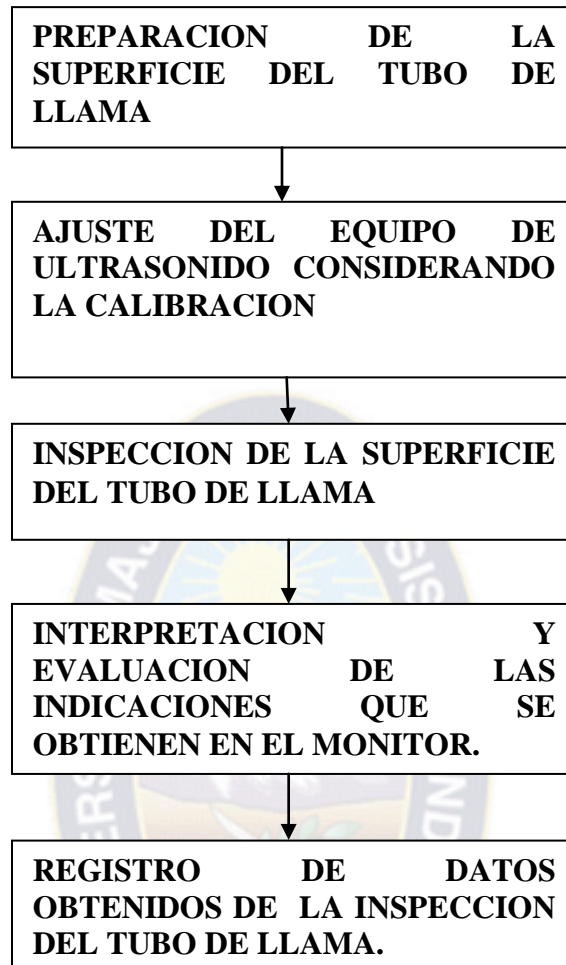 PREPARACION DE LA
SUPERFICIE DEL TUBO DE
LLAMA
AJUSTE DEL EQUIPO DE
ULTRASONIDO CONSIDERANDO
LA CALIBRACION
INSPECCION DE LA SUPERFICIE
DEL TUBO DE LLAMA
INTERPRETACION Y
EVALUACION DE LAS
INDICACIONES QUE SE
OBTIENEN EN EL MONITOR.
REGISTRO DE DATOS
OBTENIDOS DE LA INSPECCION
DEL TUBO DE LLAMA.